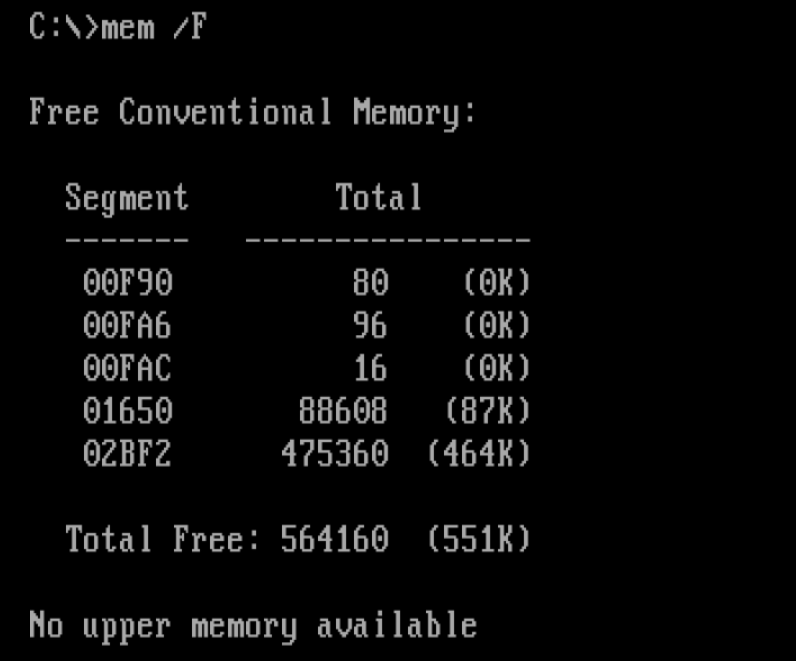 C:\>mem /F
Free Conventional Memory:
Segment Total
------- ----------------
00F90 80 (0K)
00FA6 96 (0K)
00FAC 16 (0K)
01650 88608 (87K)
02BF2 475360 (464K)
Total Free: 564160 (551K)
No upper memory available